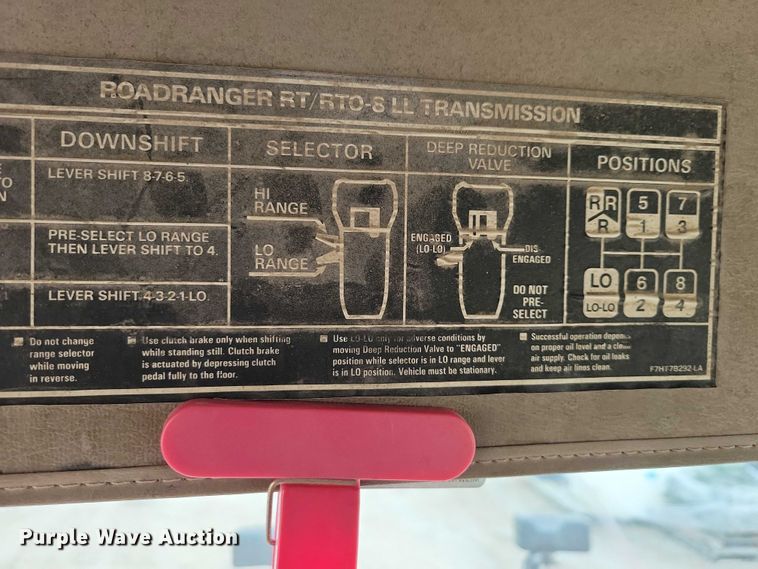 ROADRANGER RT/RTO-8 LL TRANSMISSION
DOWNSHIFT
SELECTOR
DEEP REDUCTION
VALVE
POSITIONS
LEVER SHIFT 8-7-6-5.
TO
N
PRE-SELECT LO RANGE
THEN LEVER SHIFT TO 4.
LEVER SHIFT 4-3-2-1-LO.
HI
RANGE
LO
RANGE
ENGAGED
(LO-LO)
DIS
ENGAGED
DO NOT
PRE-
SELECT
RR 5 7
R 1 3
LO 6 8
LO-LO 2 4
Do not change
range selector
while moving
in reverse.
Use clutch brake only when shifting
while standing still. Clutch brake
is actuated by depressing clutch
pedal fully to the floor.
Use LO-LO only for adverse conditions by
moving Deep Reduction Valve to "ENGAGED"
position while selector is in LO range and lever
is in LO position. Vehicle must be stationary.
Successful operation depen
on proper oil level and a clean
air supply. Check for oil leaks
and keep air lines clean.
F7HT-7B292-LA
Purple Wave Auction